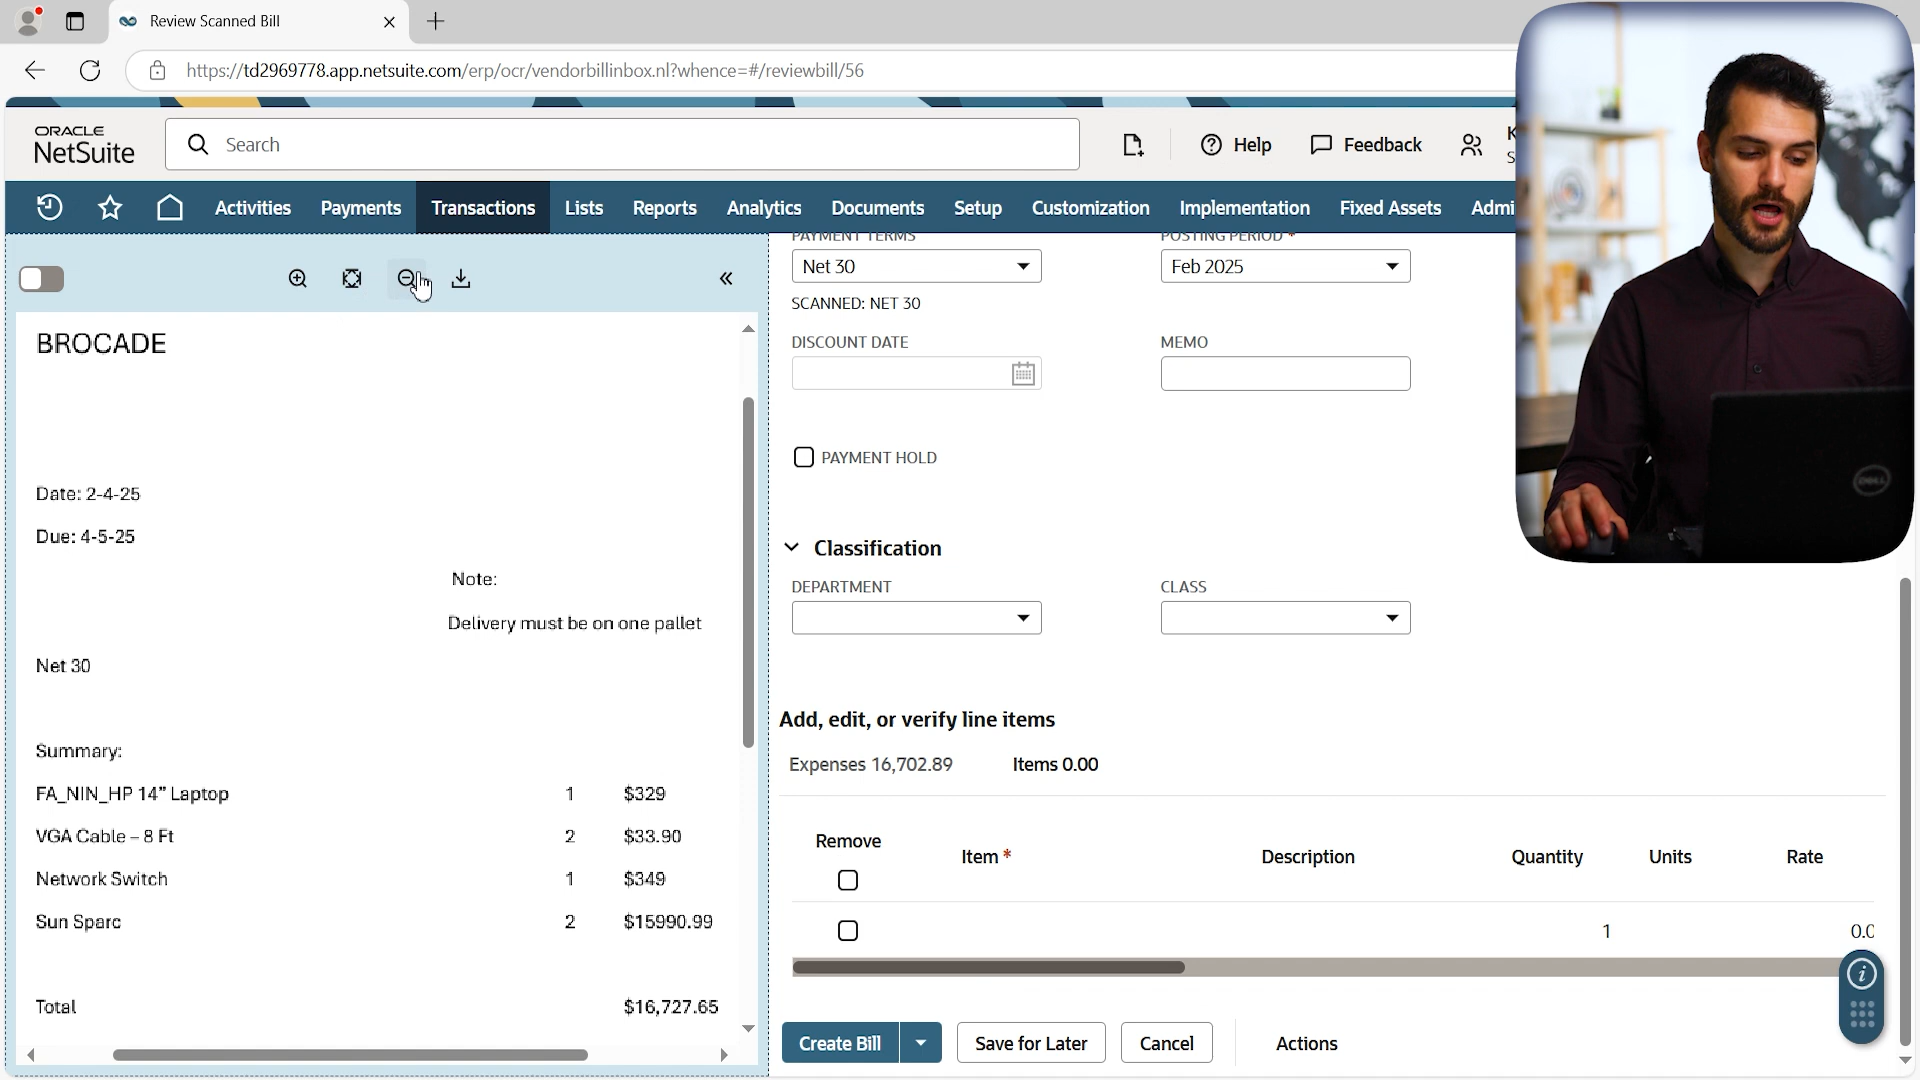 Review Scanned Bill
https://td2969778.app.netsuite.com/erp/ocr/vendorbillinbox.nl?whence=#/reviewbill/56
ORACLE
NetSuite
Search
Help
Feedback
Activities
Payments
Transactions
Lists
Reports
Analytics
Documents
Setup
Customization
Implementation
Fixed Assets
Admi
BROCADE
Date: 2-4-25
Due: 4-5-25
Note:
Delivery must be on one pallet
Net 30
Summary:
FA_NIN_HP 14” Laptop 1 $329
VGA Cable – 8 Ft 2 $33.90
Network Switch 1 $349
Sun Sparc 2 $15990.99
Total $16,727.65
PAYMENT TERMS
POSTING PERIOD *
Net 30
Feb 2025
SCANNED: NET 30
DISCOUNT DATE
MEMO
PAYMENT HOLD
Classification
DEPARTMENT
CLASS
Add, edit, or verify line items
Expenses 16,702.89
Items 0.00
Remove
Item *
Description
Quantity
Units
Rate
1
0.0
Create Bill
Save for Later
Cancel
Actions
DELL